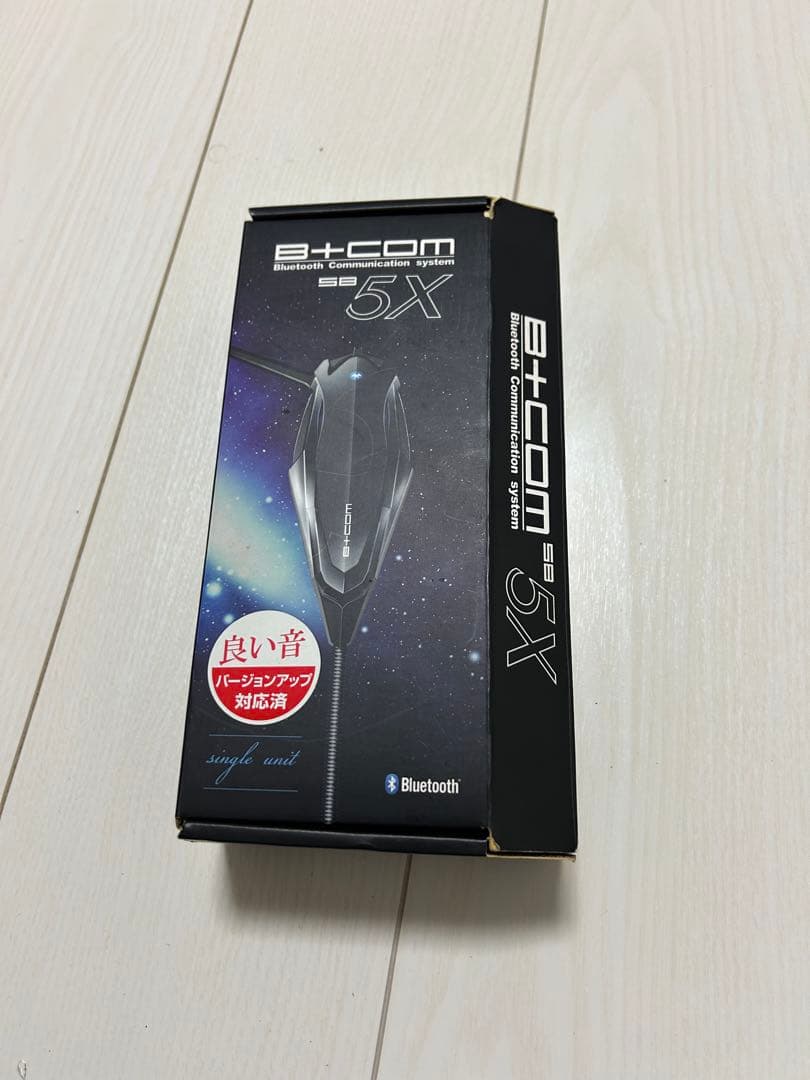 B+COM
Bluetooth Communication system
SB 5X
B+COM
良い音
バージョンアップ
対応済
single unit
Bluetooth
B+COM SB 5X
Bluetooth Communication system